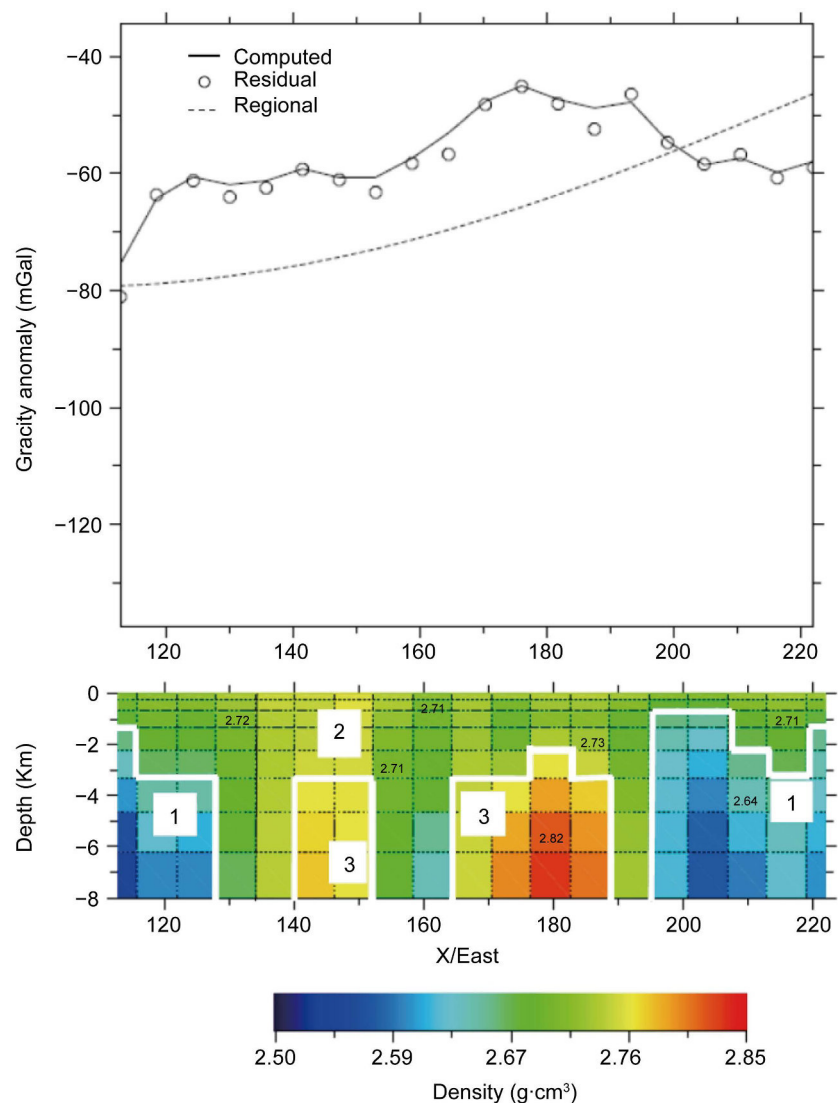 Computed
Residual
Regional
−40
−60
−80
−100
−120
Gracity anomaly (mGal)
120 140 160 180 200 220
0
−2
−4
−6
−8
Depth (Km)
2.72 2.71 2.71
2
2.73
2.71
1 3 2.64 1
2.82
3
120 140 160 180 200 220
X/East
2.50 2.59 2.67 2.76 2.85
Density (g·cm³)